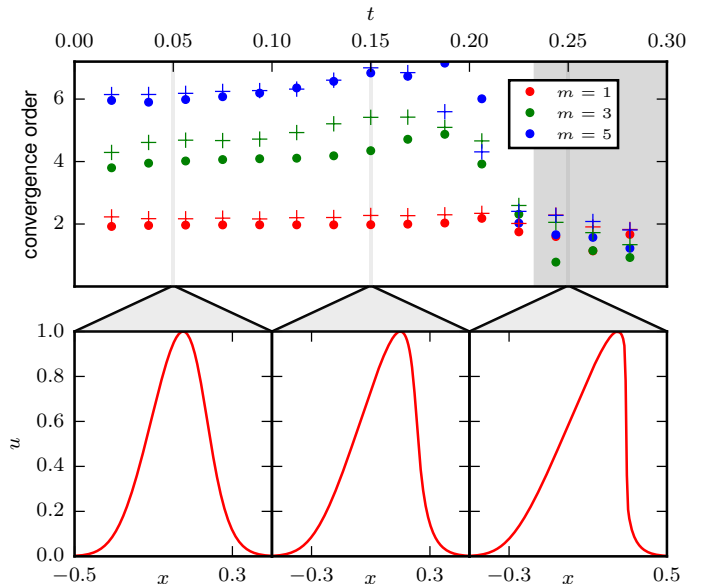 t
0.00 0.05 0.10 0.15 0.20 0.25 0.30
convergence order
6
4
2
m = 1
m = 3
m = 5
u
1.0
0.8
0.6
0.4
0.2
0.0
−0.5 x 0.3 −0.3 x 0.3 −0.3 x 0.5